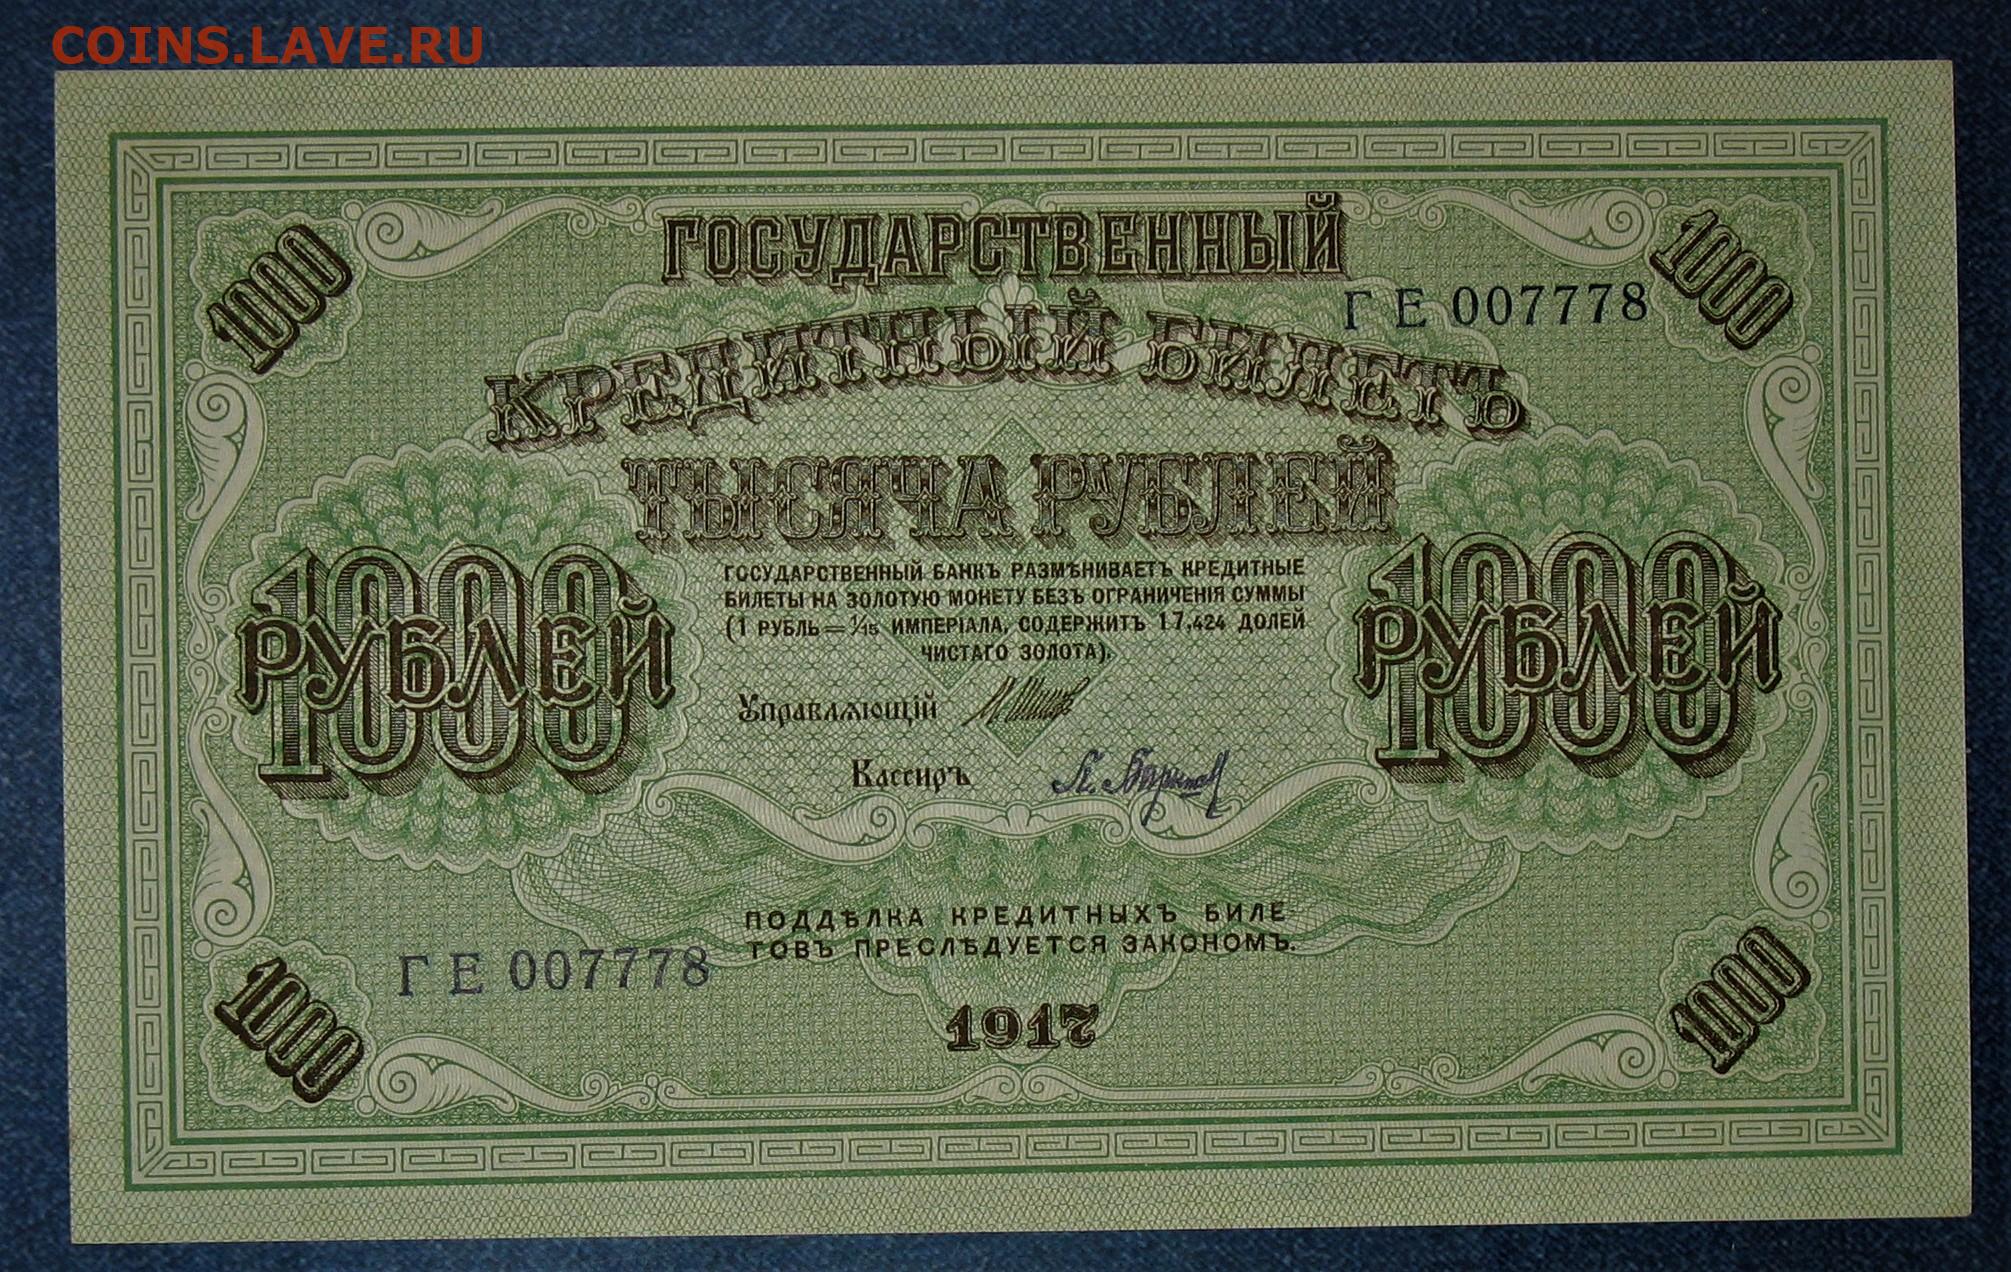 COINS.LAVE.RU
1000
1000
ГОСУДАРСТВЕННЫЙ
ГЕ 007778
КРЕДИТНЫЙ БИЛЕТЪ
ТЫСЯЧА РУБЛЕЙ
1000
РУБЛЕЙ
ГОСУДАРСТВЕННЫЙ БАНКЪ РАЗМѢНИВАЕТЪ КРЕДИТНЫЕ
БИЛЕТЫ НА ЗОЛОТУЮ МОНЕТУ БЕЗЪ ОГРАНИЧЕНІЯ СУММЫ
(1 РУБЛЬ = 1/15 ИМПЕРІАЛА, СОДЕРЖИТЪ 17,424 ДОЛЕЙ
ЧИСТАГО ЗОЛОТА).
1000
РУБЛЕЙ
Управляющій
Кассиръ
ПОДДѢЛКА КРЕДИТНЫХЪ БИЛЕ-
ТОВЪ ПРЕСЛѢДУЕТСЯ ЗАКОНОМЪ.
ГЕ 007778
1000
1917
1000